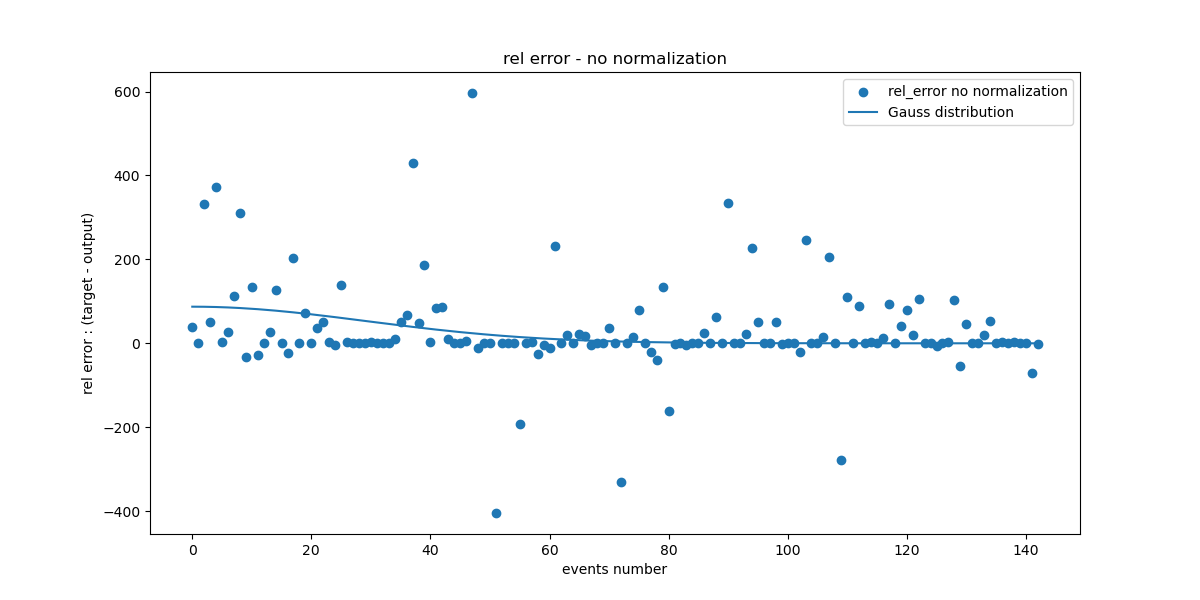 rel error - no normalization
rel_error no normalization
Gauss distribution
rel error : (target - output)
600
400
200
0
−200
−400
0 20 40 60 80 100 120 140
events number